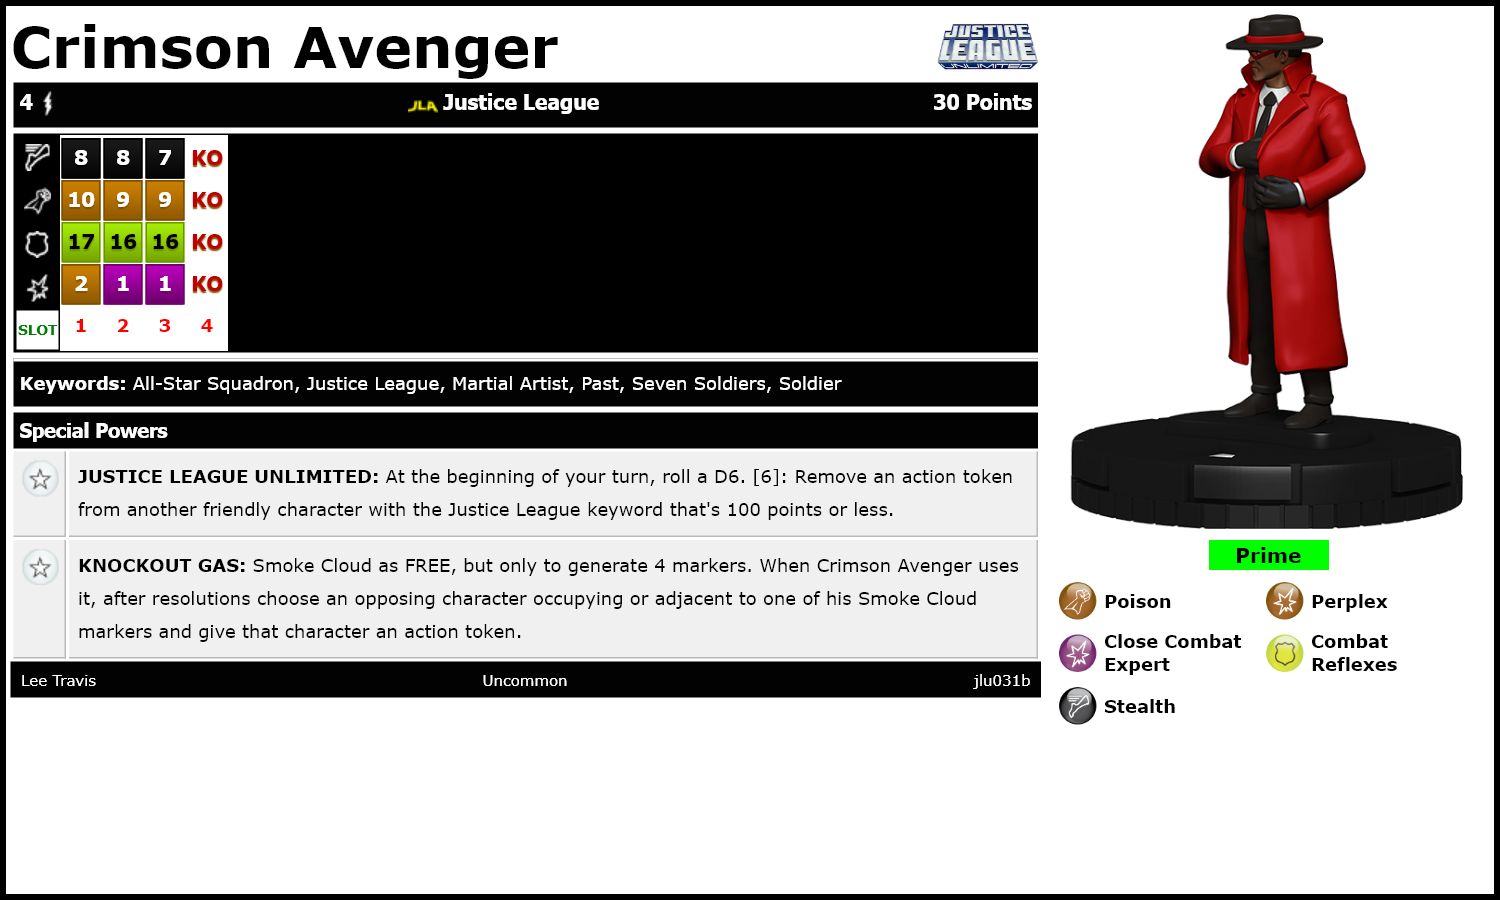 Crimson Avenger
JUSTICE
LEAGUE
UNLIMITED
4 JLA Justice League 30 Points
8 8 7 KO
10 9 9 KO
17 16 16 KO
2 1 1 KO
SLOT 1 2 3 4
Keywords: All-Star Squadron, Justice League, Martial Artist, Past, Seven Soldiers, Soldier
Special Powers
JUSTICE LEAGUE UNLIMITED: At the beginning of your turn, roll a D6. [6]: Remove an action token
from another friendly character with the Justice League keyword that's 100 points or less.
KNOCKOUT GAS: Smoke Cloud as FREE, but only to generate 4 markers. When Crimson Avenger uses
it, after resolutions choose an opposing character occupying or adjacent to one of his Smoke Cloud
markers and give that character an action token.
Lee Travis Uncommon jlu031b
Prime
Poison
Perplex
Close Combat
Expert
Combat
Reflexes
Stealth